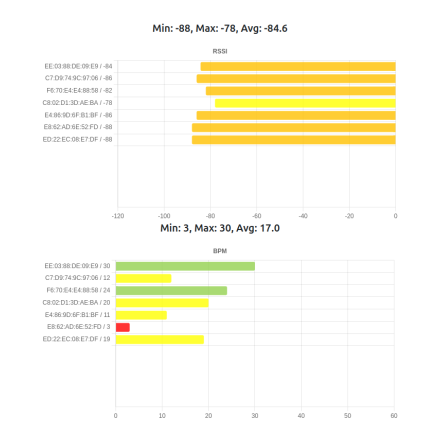 Min: -88, Max: -78, Avg: -84.6
RSSI
EE:03:88:DE:09:E9 / -84
C7:D9:74:9C:97:06 / -86
F6:70:E4:E4:88:58 / -82
C8:02:D1:3D:AE:BA / -78
E4:86:9D:6F:B1:BF / -86
E8:62:AD:6E:52:FD / -88
ED:22:EC:08:E7:DF / -88
-120 -100 -80 -60 -40 -20 0
Min: 3, Max: 30, Avg: 17.0
BPM
EE:03:88:DE:09:E9 / 30
C7:D9:74:9C:97:06 / 12
F6:70:E4:E4:88:58 / 24
C8:02:D1:3D:AE:BA / 20
E4:86:9D:6F:B1:BF / 11
E8:62:AD:6E:52:FD / 3
ED:22:EC:08:E7:DF / 19
0 10 20 30 40 50 60